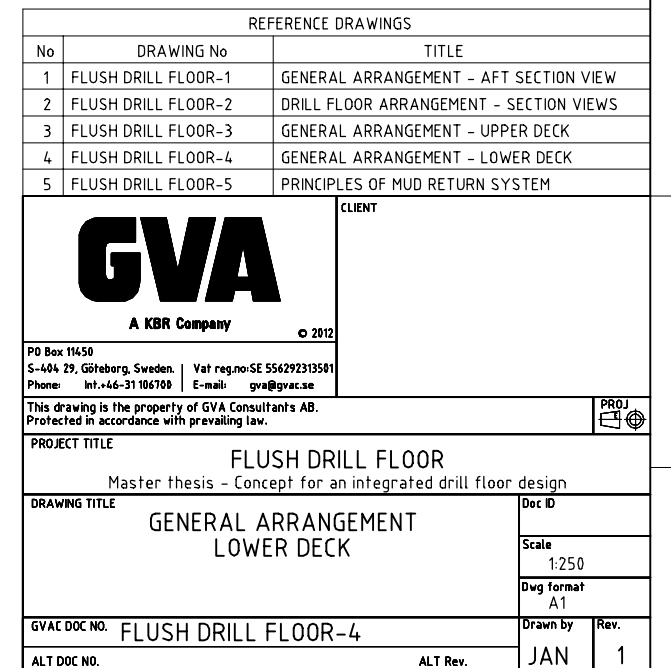 REFERENCE DRAWINGS
No DRAWING No TITLE
1 FLUSH DRILL FLOOR-1 GENERAL ARRANGEMENT - AFT SECTION VIEW
2 FLUSH DRILL FLOOR-2 DRILL FLOOR ARRANGEMENT - SECTION VIEWS
3 FLUSH DRILL FLOOR-3 GENERAL ARRANGEMENT - UPPER DECK
4 FLUSH DRILL FLOOR-4 GENERAL ARRANGEMENT - LOWER DECK
5 FLUSH DRILL FLOOR-5 PRINCIPLES OF MUD RETURN SYSTEM
CLIENT
GVA
A KBR Company
© 2012
PO Box 11450
S-404 29, Göteborg, Sweden. Vat reg.no:SE 556292313501
Phone: Int.+46-31 106700 E-mail: gva@gvac.se
This drawing is the property of GVA Consultants AB.
Protected in accordance with prevailing law.
PROJ
PROJECT TITLE
FLUSH DRILL FLOOR
Master thesis - Concept for an integrated drill floor design
DRAWING TITLE
GENERAL ARRANGEMENT
LOWER DECK
Doc ID
Scale
1:250
Dwg format
A1
GVAC DOC NO. FLUSH DRILL FLOOR-4
Drawn by
JAN
Rev.
1
ALT DOC NO. ALT Rev.